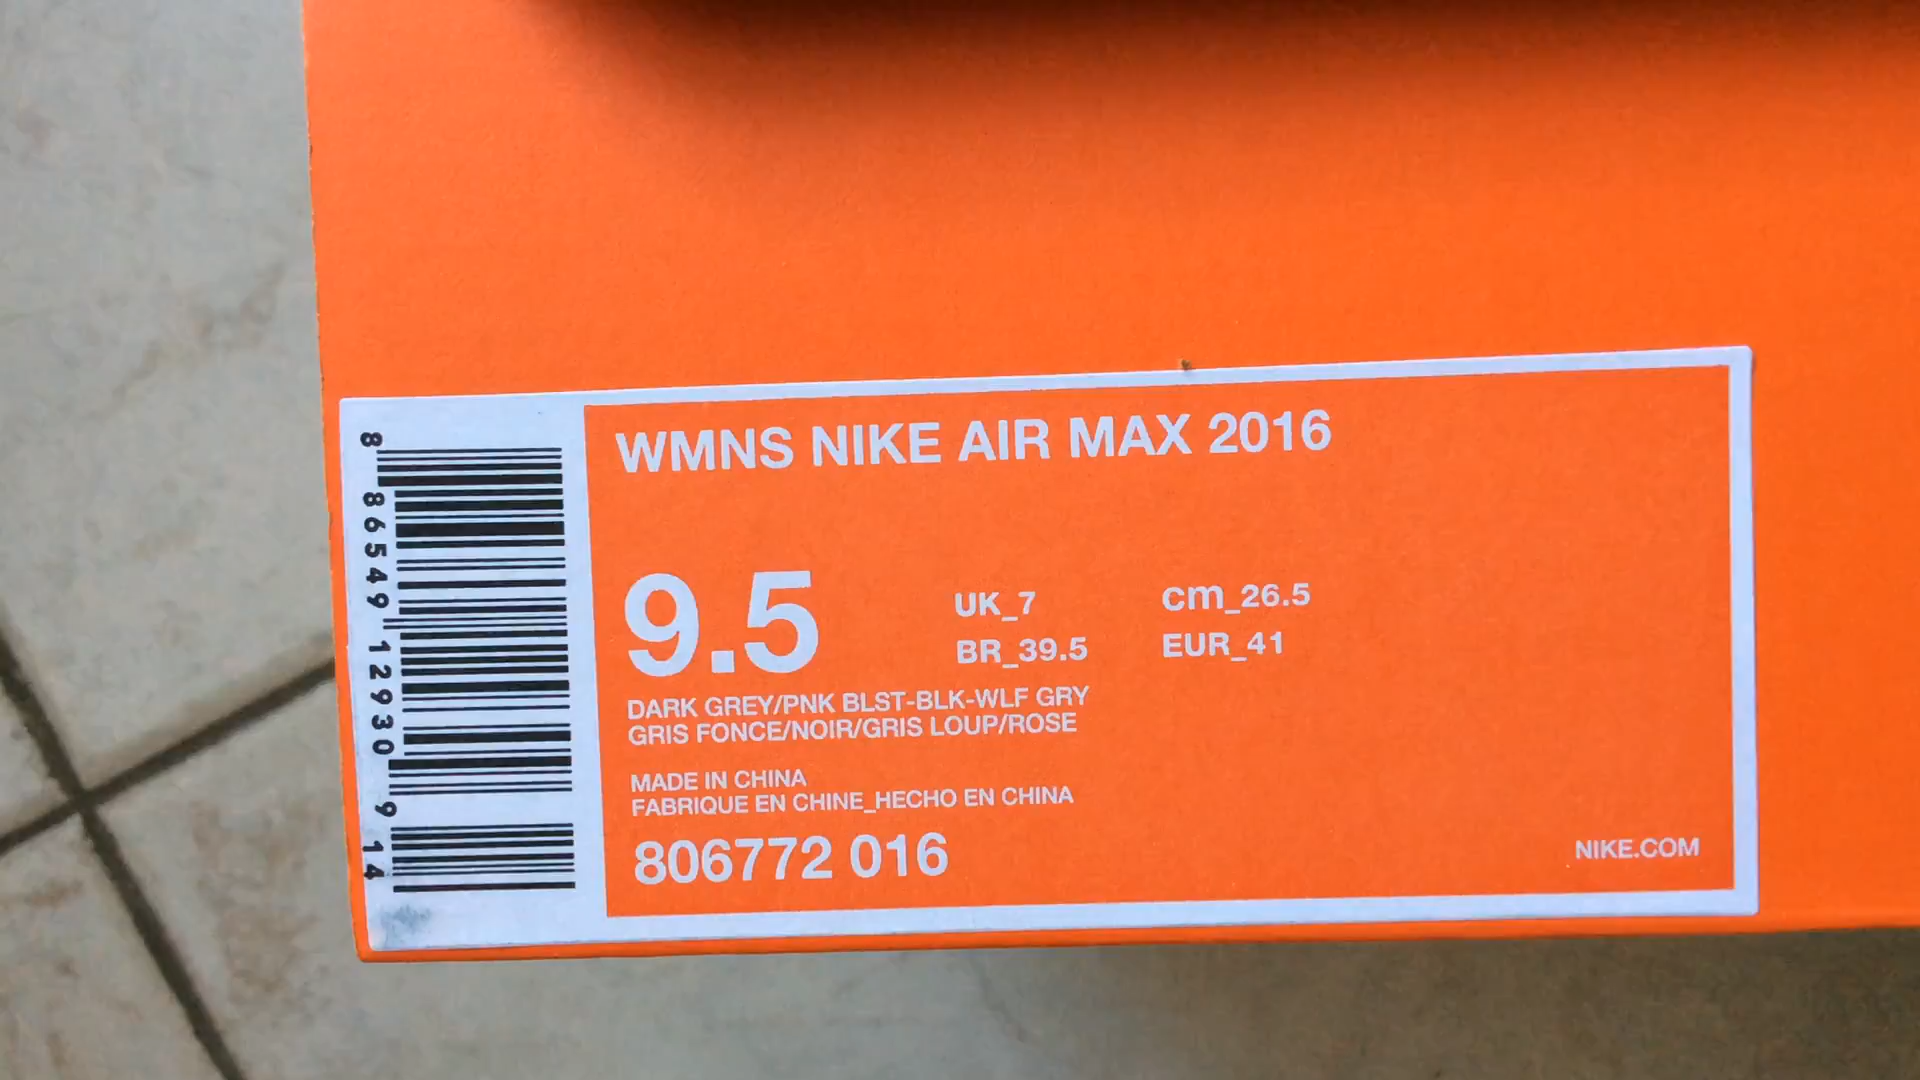 WMNS NIKE AIR MAX 2016
9.5
UK_7
cm_26.5
BR_39.5
EUR_41
DARK GREY/PNK BLST-BLK-WLF GRY
GRIS FONCE/NOIR/GRIS LOUP/ROSE
MADE IN CHINA
FABRIQUE EN CHINE_HECHO EN CHINA
806772 016
NIKE.COM
8 86549 12930 9 14